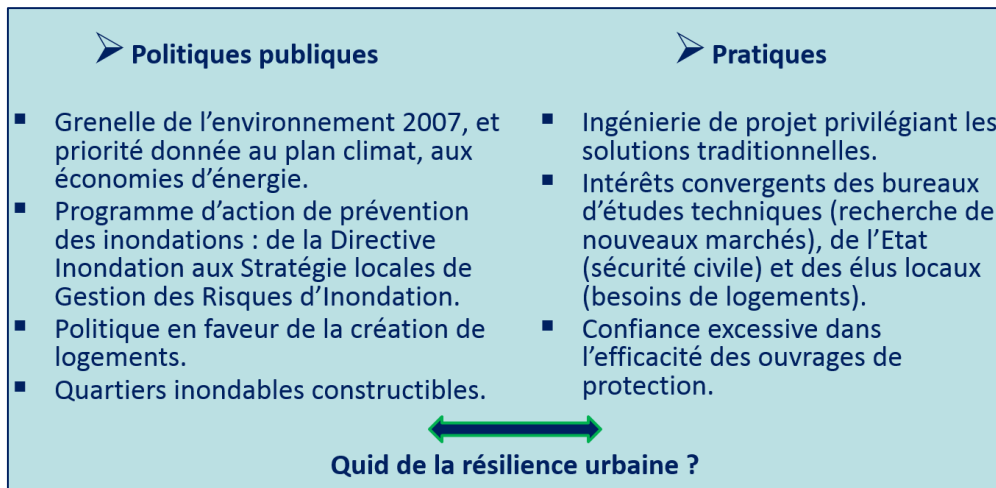 Politiques publiques
Grenelle de l'environnement 2007, et
priorité donnée au plan climat, aux
économies d'énergie.
Programme d'action de prévention
des inondations : de la Directive
Inondation aux Stratégie locales de
Gestion des Risques d'Inondation.
Politique en faveur de la création de
logements.
Quartiers inondables constructibles.
Pratiques
Ingénierie de projet privilégiant les
solutions traditionnelles.
Intérêts convergents des bureaux
d'études techniques (recherche de
nouveaux marchés), de l'Etat
(sécurité civile) et des élus locaux
(besoins de logements).
Confiance excessive dans
l'efficacité des ouvrages de
protection.
Quid de la résilience urbaine ?